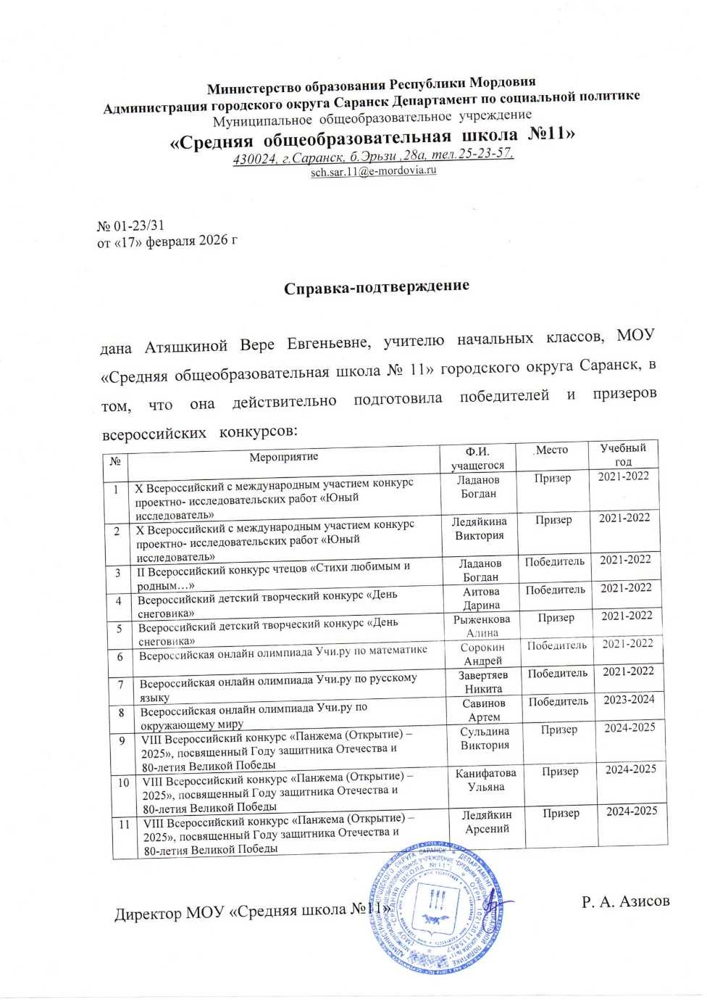 Министерство образования Республики Мордовия
Администрация городского округа Саранск Департамент по социальной политике
Муниципальное общеобразовательное учреждение
«Средняя общеобразовательная школа №11»
430024, г.Саранск, б.Эрьзи ,28а, тел.25-23-57,
sch.sar.11@e-mordovia.ru
№ 01-23/31
от «17» февраля 2026 г
Справка-подтверждение
дана Атяшкиной Вере Евгеньевне, учителю начальных классов, МОУ
«Средняя общеобразовательная школа № 11» городского округа Саранск, в
том, что она действительно подготовила победителей и призеров
всероссийских конкурсов:
№ Мероприятие Ф.И. учащегося Место Учебный год
1 X Всероссийский с международным участием конкурс Ладанов Богдан Призер 2021-2022
проектно- исследовательских работ «Юный
исследователь»
2 X Всероссийский с международным участием конкурс Ледяйкина Виктория Призер 2021-2022
проектно- исследовательских работ «Юный
исследователь»
3 II Всероссийский конкурс чтецов «Стихи любимым и Ладанов Богдан Победитель 2021-2022
родным…»
4 Всероссийский детский творческий конкурс «День Аитова Дарина Победитель 2021-2022
снеговика»
5 Всероссийский детский творческий конкурс «День Рыженкова Алина Призер 2021-2022
снеговика»
6 Всероссийская онлайн олимпиада Учи.ру по математике Сорокин Андрей Победитель 2021-2022
7 Всероссийская онлайн олимпиада Учи.ру по русскому Завертяев Никита Победитель 2021-2022
языку
8 Всероссийская онлайн олимпиада Учи.ру по Савинов Артем Победитель 2023-2024
окружающему миру
9 VIII Всероссийский конкурс «Панжема (Открытие) – Сульдина Виктория Призер 2024-2025
2025», посвященный Году защитника Отечества и
80-летия Великой Победы
10 VIII Всероссийский конкурс «Панжема (Открытие) – Канифатова Ульяна Призер 2024-2025
2025», посвященный Году защитника Отечества и
80-летия Великой Победы
11 VIII Всероссийский конкурс «Панжема (Открытие) – Ледяйкин Арсений Призер 2024-2025
2025», посвященный Году защитника Отечества и
80-летия Великой Победы
Директор МОУ «Средняя школа №11» Р. А. Азисов